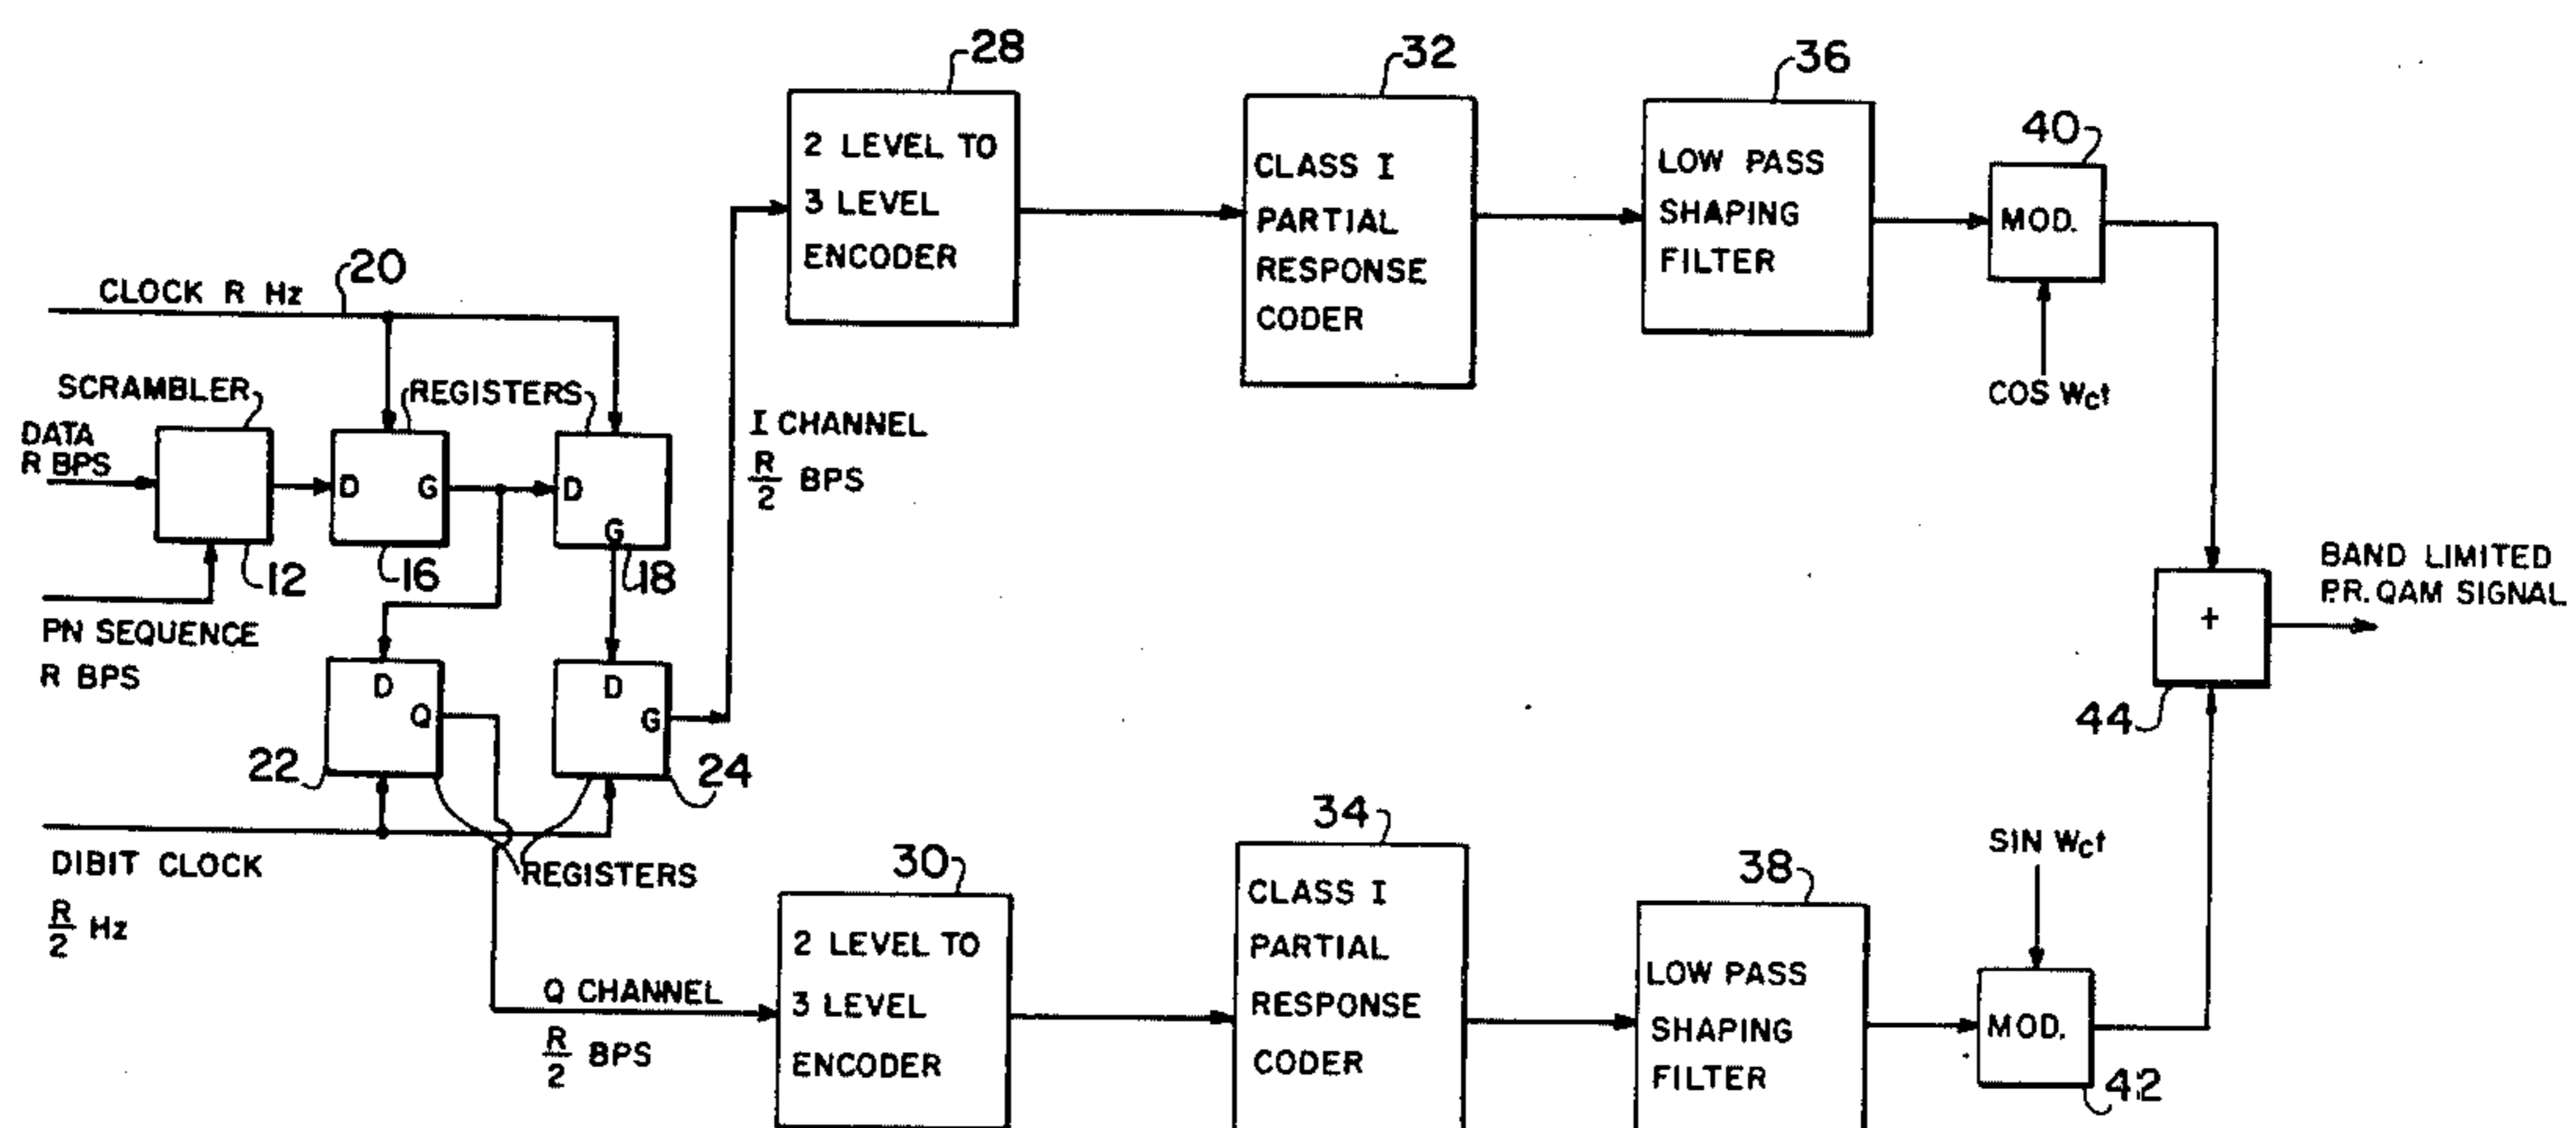 28
2 LEVEL TO
3 LEVEL
ENCODER
32
CLASS I
PARTIAL
RESPONSE
CODER
36
LOW PASS
SHAPING
FILTER
40
MOD.
COS Wct
CLOCK R Hz
20
SCRAMBLER
REGISTERS
DATA
R BPS
D
G
D
G
12
16
18
PN SEQUENCE
R BPS
I CHANNEL
R/2 BPS
D
Q
D
G
22
24
DIBIT CLOCK
R/2 Hz
REGISTERS
Q CHANNEL
R/2 BPS
30
2 LEVEL TO
3 LEVEL
ENCODER
34
CLASS I
PARTIAL
RESPONSE
CODER
38
LOW PASS
SHAPING
FILTER
SIN Wct
MOD.
42
+
44
BAND LIMITED
P.R. QAM SIGNAL